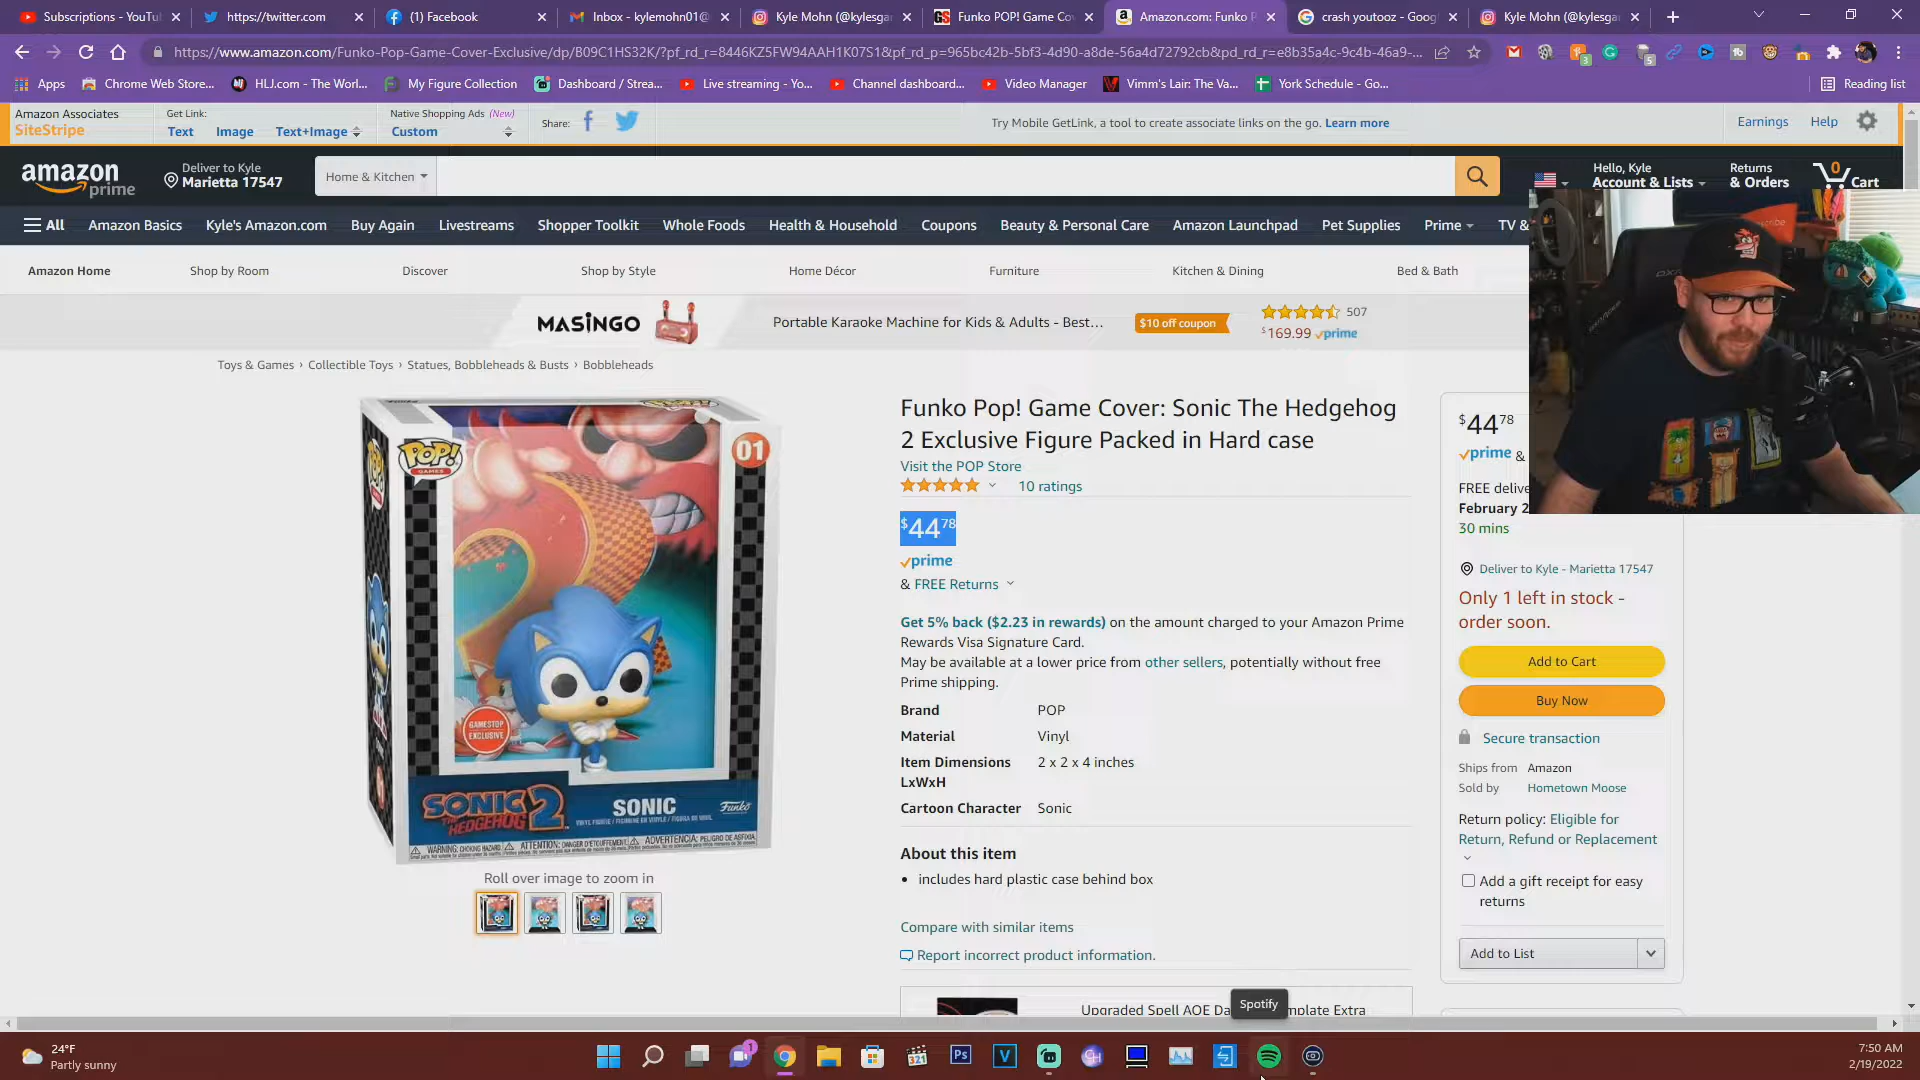 Subscriptions - YouTu
https://twitter.com
(1) Facebook
Inbox - kylemohn01@
Kyle Mohn (@kylesga
Funko POP! Game Co
Amazon.com: Funko P
crash youtooz - Goog
Kyle Mohn (@kylesga
https://www.amazon.com/Funko-Pop-Game-Cover-Exclusive/dp/B09C1HS32K/?pf_rd_r=8446KZ5FW94AAH1K07S1&pf_rd_p=965bc42b-5bf3-4d90-a8de-56a4d72792cb&pd_rd_r=e8b35a4c-9c4b-46a9-...
Apps
Chrome Web Store...
HLJ.com - The Worl...
My Figure Collection
Dashboard / Strea...
Live streaming - Yo...
Channel dashboard...
Video Manager
Vimm's Lair: The Va...
York Schedule - Go...
Reading list
Amazon Associates
SiteStripe
Get Link:
Text Image Text+Image
Native Shopping Ads (New)
Custom
Share:
Try Mobile GetLink, a tool to create associate links on the go. Learn more
Earnings Help
amazon prime
Deliver to Kyle
Marietta 17547
Home & Kitchen
Hello, Kyle
Account & Lists
Returns
& Orders
0
Cart
All
Amazon Basics
Kyle's Amazon.com
Buy Again
Livestreams
Shopper Toolkit
Whole Foods
Health & Household
Coupons
Beauty & Personal Care
Amazon Launchpad
Pet Supplies
Prime
TV &
Amazon Home
Shop by Room
Discover
Shop by Style
Home Décor
Furniture
Kitchen & Dining
Bed & Bath
MASINGO
Portable Karaoke Machine for Kids & Adults - Best...
$10 off coupon
507
$169.99 prime
Toys & Games › Collectible Toys › Statues, Bobbleheads & Busts › Bobbleheads
POP!
GAMES
01
GAMESTOP
EXCLUSIVE
SONIC
THE HEDGEHOG
2
SONIC
Funko
Roll over image to zoom in
Funko Pop! Game Cover: Sonic The Hedgehog
2 Exclusive Figure Packed in Hard case
Visit the POP Store
10 ratings
$44 78
prime
& FREE Returns
Get 5% back ($2.23 in rewards) on the amount charged to your Amazon Prime
Rewards Visa Signature Card.
May be available at a lower price from other sellers, potentially without free
Prime shipping.
Brand POP
Material Vinyl
Item Dimensions 2 x 2 x 4 inches
LxWxH
Cartoon Character Sonic
About this item
• includes hard plastic case behind box
Compare with similar items
Report incorrect product information.
Upgraded Spell AOE Da mplate Extra
Spotify
$44 78
prime &
FREE delive
February 2
30 mins
Deliver to Kyle - Marietta 17547
Only 1 left in stock -
order soon.
Add to Cart
Buy Now
Secure transaction
Ships from Amazon
Sold by Hometown Moose
Return policy: Eligible for
Return, Refund or Replacement
Add a gift receipt for easy
returns
Add to List
24°F
Partly sunny
7:50 AM
2/19/2022